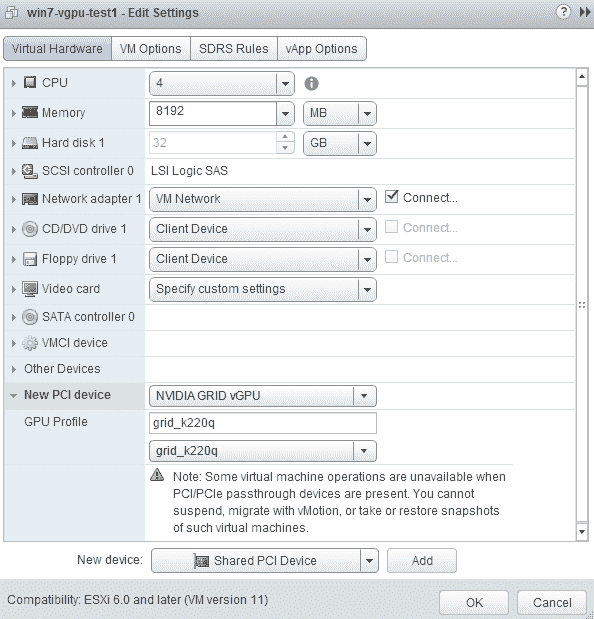 win7-vgpu-test1 - Edit Settings
Virtual Hardware VM Options SDRS Rules vApp Options
CPU 4
Memory 8192 MB
Hard disk 1 32 GB
SCSI controller 0 LSI Logic SAS
Network adapter 1 VM Network Connect...
CD/DVD drive 1 Client Device Connect...
Floppy drive 1 Client Device Connect...
Video card Specify custom settings
SATA controller 0
VMCI device
Other Devices
New PCI device NVIDIA GRID vGPU
GPU Profile grid_k220q
grid_k220q
Note: Some virtual machine operations are unavailable when
PCI/PCIe passthrough devices are present. You cannot
suspend, migrate with vMotion, or take or restore snapshots
of such virtual machines.
New device: Shared PCI Device Add
Compatibility: ESXi 6.0 and later (VM version 11) OK Cancel